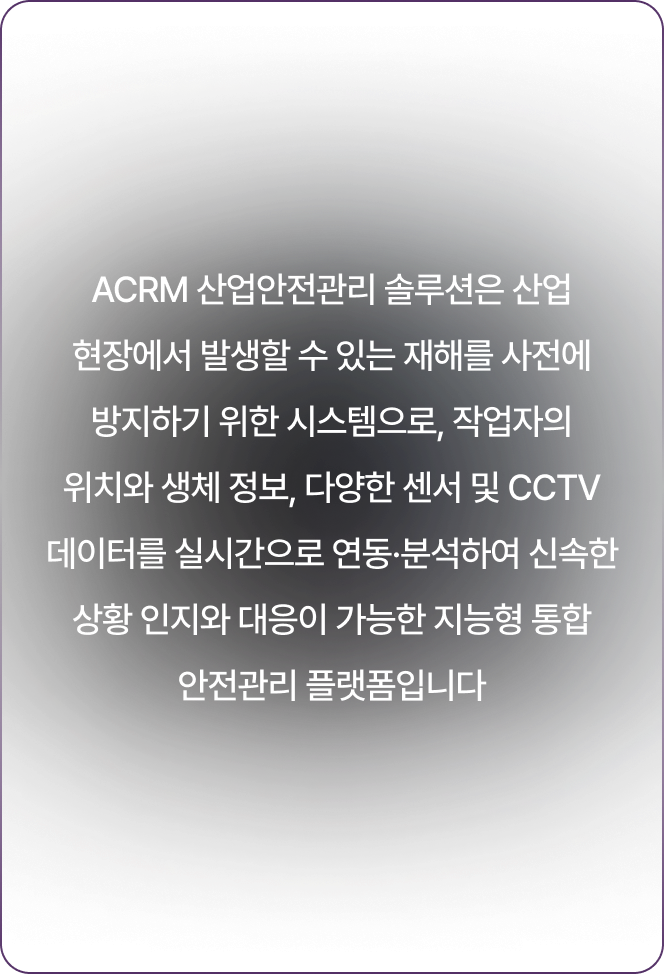 ACRM 산업안전관리 솔루션은 산업
현장에서 발생할 수 있는 재해를 사전에
방지하기 위한 시스템으로, 작업자의
위치와 생체 정보, 다양한 센서 및 CCTV
데이터를 실시간으로 연동·분석하여 신속한
상황 인지와 대응이 가능한 지능형 통합
안전관리 플랫폼입니다